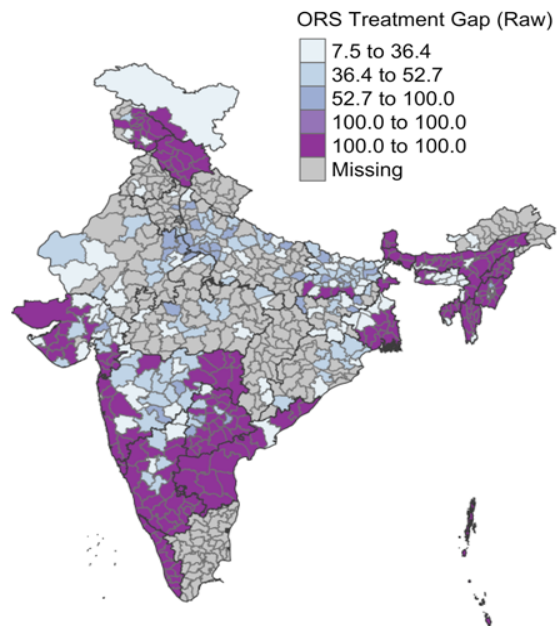 ORS Treatment Gap (Raw)
7.5 to 36.4
36.4 to 52.7
52.7 to 100.0
100.0 to 100.0
100.0 to 100.0
Missing